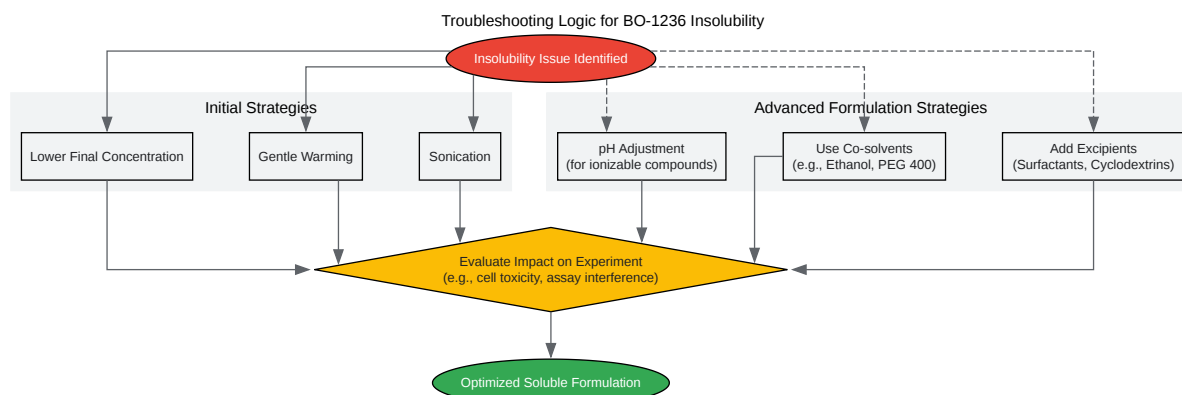 Troubleshooting Logic for BO-1236 Insolubility
Insolubility Issue Identified
Initial Strategies
Advanced Formulation Strategies
Lower Final Concentration
Gentle Warming
Sonication
pH Adjustment
(for ionizable compounds)
Use Co-solvents
(e.g., Ethanol, PEG 400)
Add Excipients
(Surfactants, Cyclodextrins)
Evaluate Impact on Experiment
(e.g., cell toxicity, assay interference)
Optimized Soluble Formulation